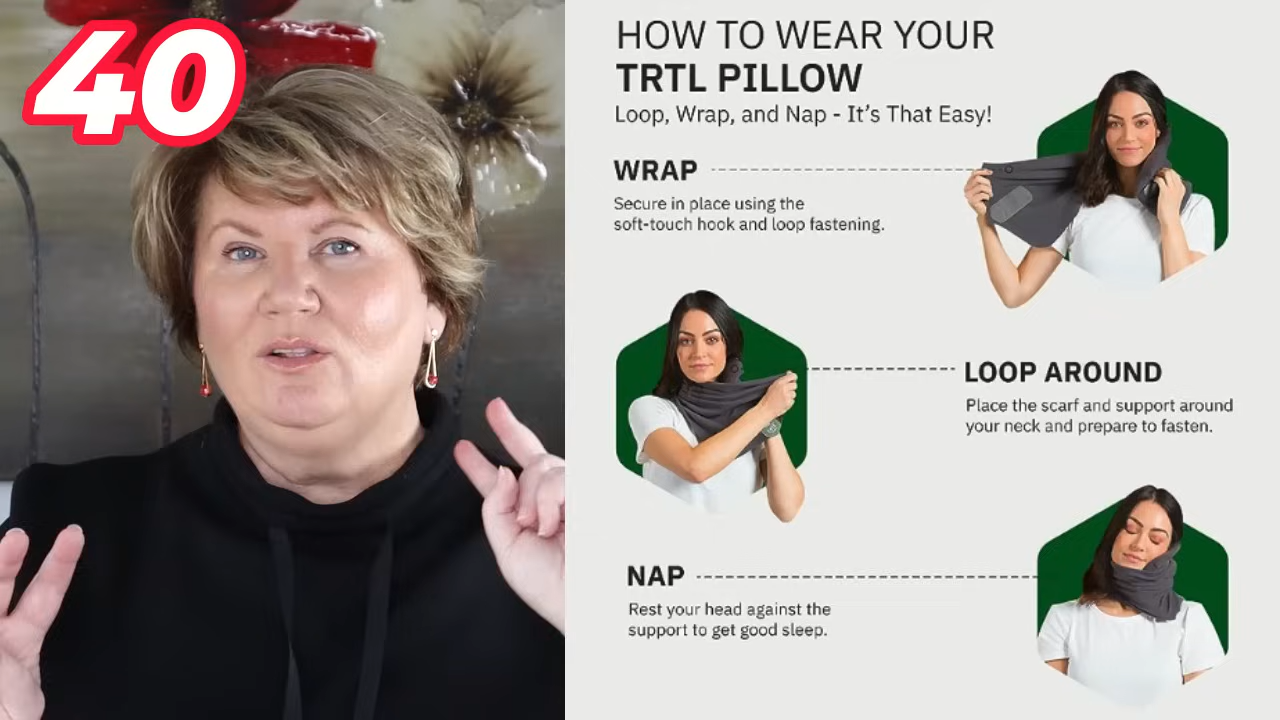 40
HOW TO WEAR YOUR
TRTL PILLOW
Loop, Wrap, and Nap - It's That Easy!
WRAP
Secure in place using the
soft-touch hook and loop fastening.
LOOP AROUND
Place the scarf and support around
your neck and prepare to fasten.
NAP
Rest your head against the
support to get good sleep.